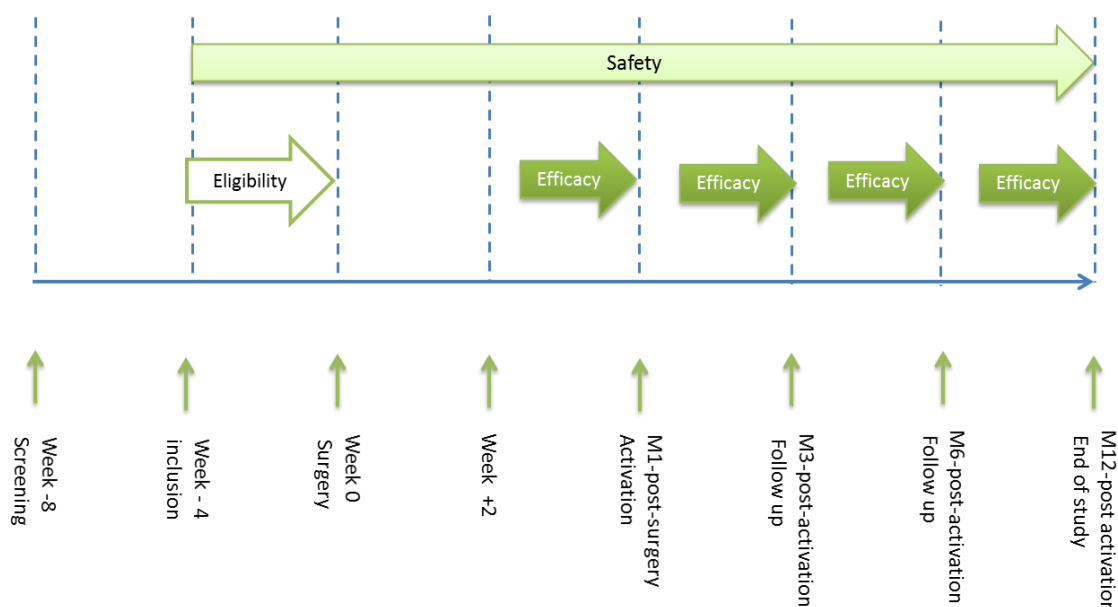 Safety
Eligibility
Efficacy
Efficacy
Efficacy
Efficacy
Week -8
Screening
Week - 4
inclusion
Week 0
Surgery
Week +2
M1-post-surgery
Activation
M3-post-activation
Follow up
M6-post-activation
Follow up
M12-post activation
End of study